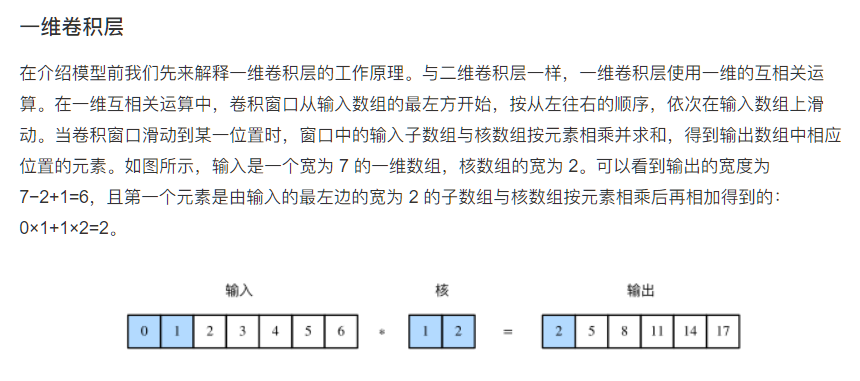 一维卷积层
在介绍模型前我们先来解释一维卷积层的工作原理。与二维卷积层一样，一维卷积层使用一维的互相关运
算。在一维互相关运算中，卷积窗口从输入数组的最左方开始，按从左往右的顺序，依次在输入数组上滑
动。当卷积窗口滑动到某一位置时，窗口中的输入子数组与核数组按元素相乘并求和，得到输出数组中相应
位置的元素。如图所示，输入是一个宽为 7 的一维数组，核数组的宽为 2。可以看到输出的宽度为
7−2+1=6，且第一个元素是由输入的最左边的宽为 2 的子数组与核数组按元素相乘后再相加得到的：
0×1+1×2=2。
输入 核 输出
0 1 2 3 4 5 6 * 1 2 = 2 5 8 11 14 17